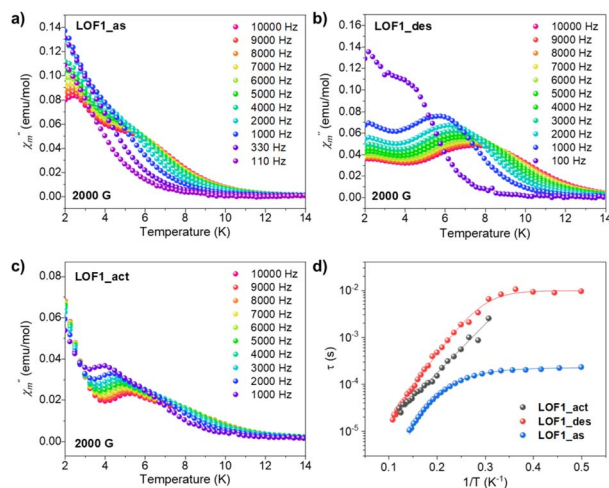 a)
LOF1_as
10000 Hz
9000 Hz
8000 Hz
7000 Hz
6000 Hz
5000 Hz
4000 Hz
2000 Hz
1000 Hz
330 Hz
110 Hz
0.14
0.12
0.10
0.08
0.06
0.04
0.02
0.00
χm'' (emu/mol)
2000 G
2 4 6 8 10 12 14
Temperature (K)
b)
LOF1_des
10000 Hz
9000 Hz
8000 Hz
7000 Hz
6000 Hz
5000 Hz
4000 Hz
3000 Hz
2000 Hz
1000 Hz
100 Hz
0.16
0.14
0.12
0.10
0.08
0.06
0.04
0.02
0.00
χm'' (emu/mol)
2000 G
2 4 6 8 10 12 14
Temperature (K)
c)
LOF1_act
10000 Hz
9000 Hz
8000 Hz
7000 Hz
6000 Hz
5000 Hz
4000 Hz
3000 Hz
2000 Hz
1000 Hz
0.08
0.06
0.04
0.02
0.00
χm'' (emu/mol)
2000 G
2 4 6 8 10 12 14
Temperature (K)
d)
10⁻²
10⁻³
10⁻⁴
10⁻⁵
τ (s)
LOF1_act
LOF1_des
LOF1_as
0.0 0.1 0.2 0.3 0.4 0.5
1/T (K⁻¹)